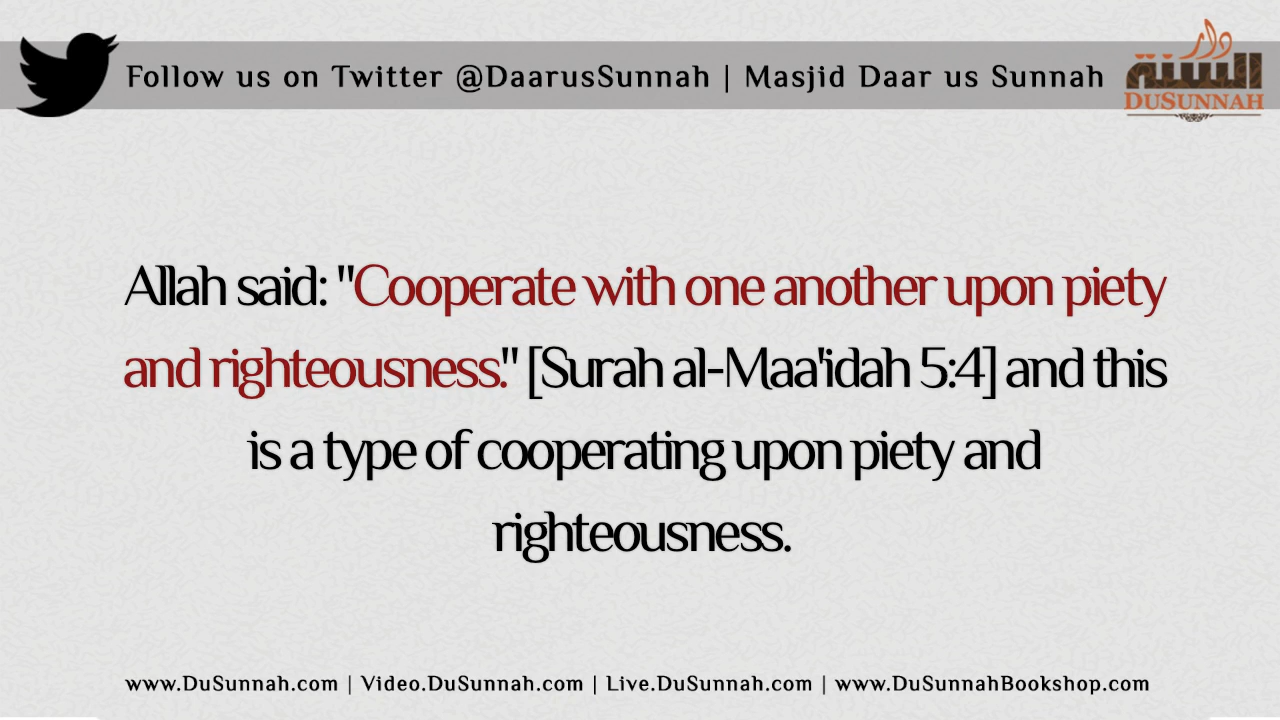 Follow us on Twitter @DaarusSunnah | Masjid Daar us Sunnah
دار
السنة
DUSUNNAH
Allah said: "Cooperate with one another upon piety
and righteousness." [Surah al-Maa'idah 5:4] and this
is a type of cooperating upon piety and
righteousness.
www.DuSunnah.com | Video.DuSunnah.com | Live.DuSunnah.com | www.DuSunnahBookshop.com